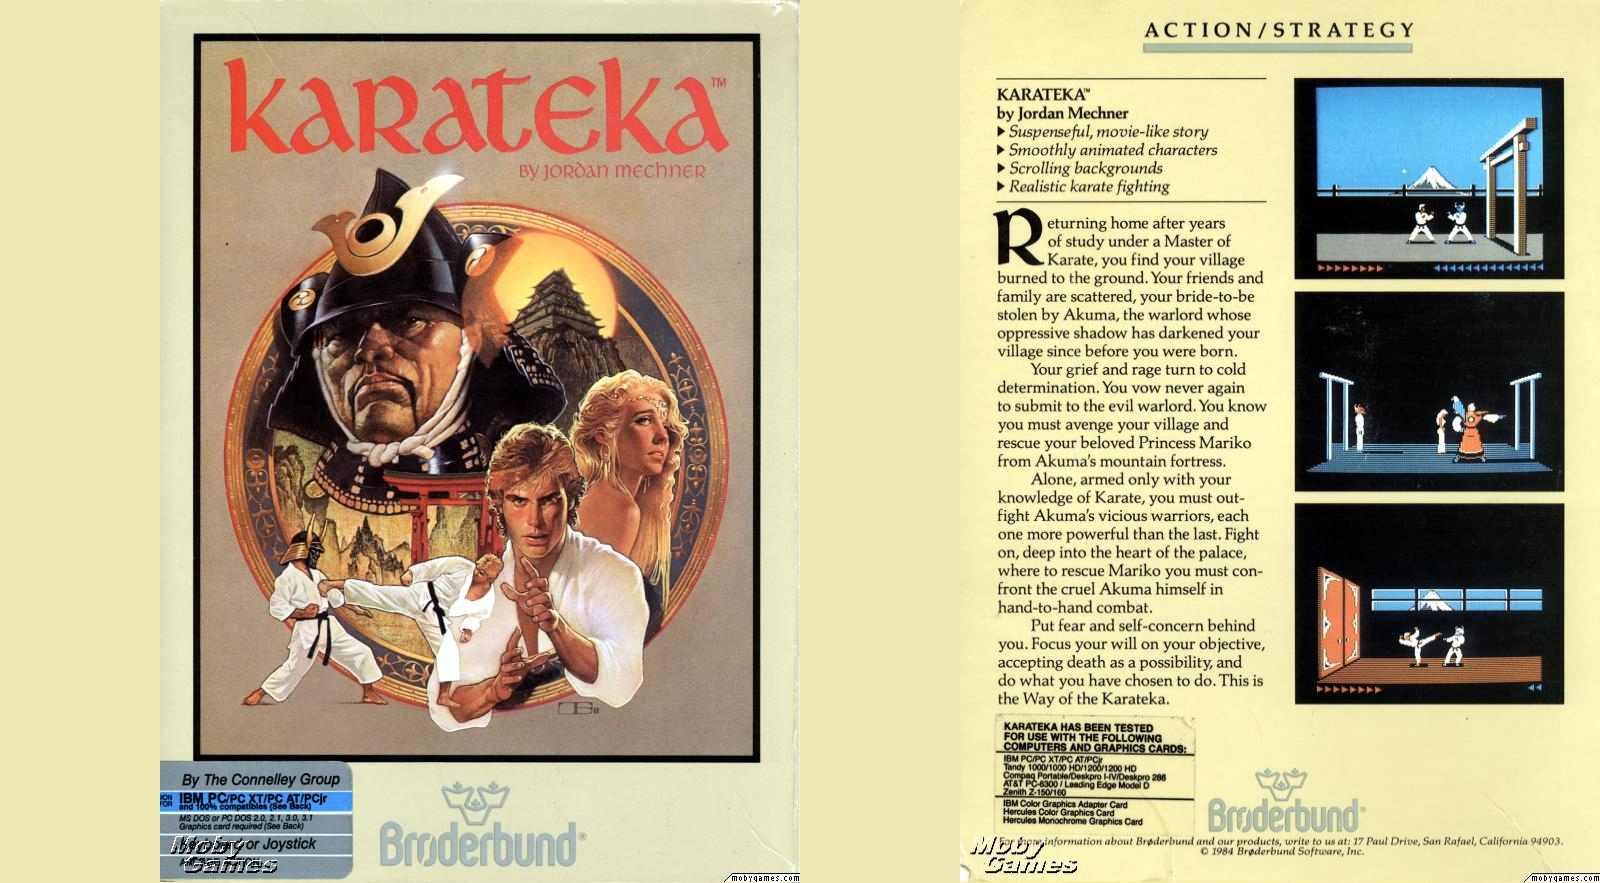 KARATEKA™
BY JORDAN MECHNER
By The Connelley Group
IBM PC/PC XT/PC AT/PCjr
and 100% compatibles (See Back)
MS DOS or PC DOS 2.0, 2.1, 3.0, 3.1
Graphics card required (See Back)
or Joystick
Moby
Games
Brøderbund®
mobygames.com
ACTION/STRATEGY
KARATEKA™
by Jordan Mechner
Suspenseful, movie-like story
Smoothly animated characters
Scrolling backgrounds
Realistic karate fighting
Returning home after years
of study under a Master of
Karate, you find your village
burned to the ground. Your friends and
family are scattered, your bride-to-be
stolen by Akuma, the warlord whose
oppressive shadow has darkened your
village since before you were born.
Your grief and rage turn to cold
determination. You vow never again
to submit to the evil warlord. You know
you must avenge your village and
rescue your beloved Princess Mariko
from Akuma's mountain fortress.
Alone, armed only with your
knowledge of Karate, you must out-
fight Akuma's vicious warriors, each
one more powerful than the last. Fight
on, deep into the heart of the palace,
where to rescue Mariko you must con-
front the cruel Akuma himself in
hand-to-hand combat.
Put fear and self-concern behind
you. Focus your will on your objective,
accepting death as a possibility, and
do what you have chosen to do. This is
the Way of the Karateka.
KARATEKA HAS BEEN TESTED
FOR USE WITH THE FOLLOWING
COMPUTERS AND GRAPHICS CARDS:
IBM PC/PC XT/PC AT/PCjr
Tandy 1000/1000 HD/1200/1200 HD
Compaq Portable/Deskpro I-IV/Deskpro 286
AT&T PC-6300 / Leading Edge Model D
Zenith Z-150/160
IBM Color Graphics Adapter Card
Hercules Color Graphics Card
Hercules Monochrome Graphics Card
Brøderbund®
For more information about Brøderbund and our products, write to us at: 17 Paul Drive, San Rafael, California 94903.
© 1984 Brøderbund Software, Inc.
Moby
Games
mobygames.com